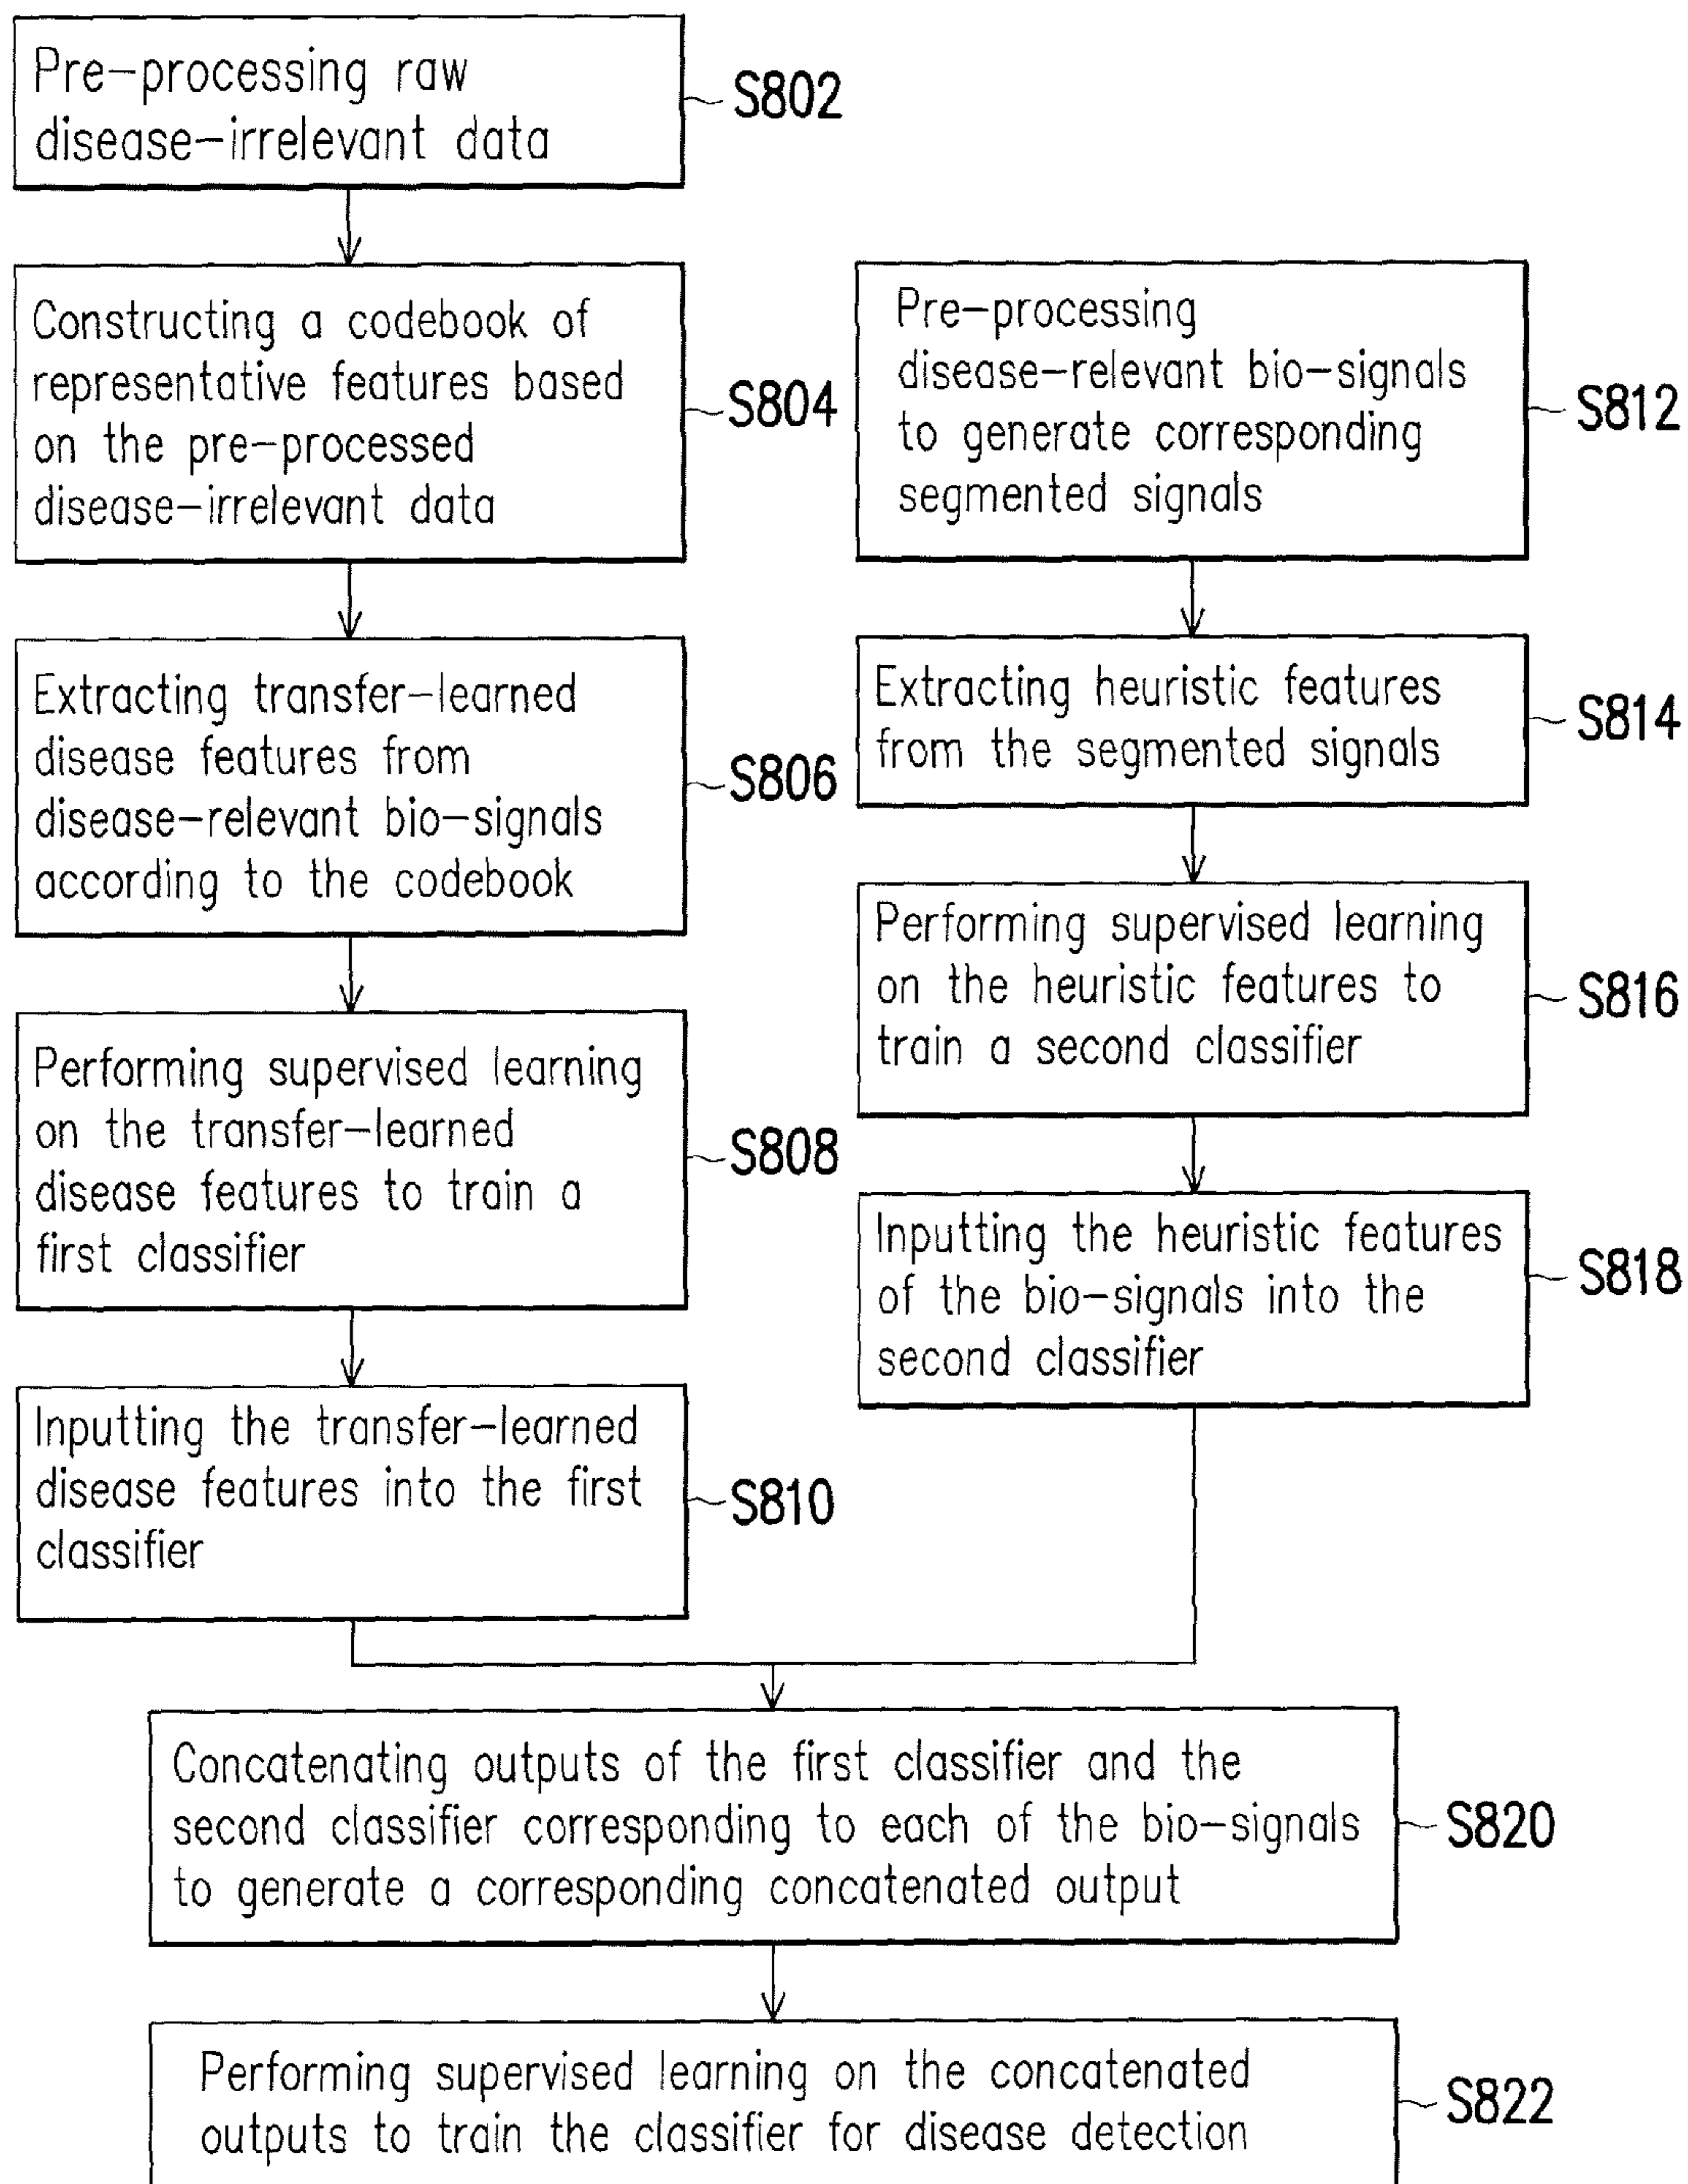 Pre-processing raw
disease-irrelevant data
S802
Constructing a codebook of
representative features based
on the pre-processed
disease-irrelevant data
S804
Extracting transfer-learned
disease features from
disease-relevant bio-signals
according to the codebook
S806
Performing supervised learning
on the transfer-learned
disease features to train a
first classifier
S808
Inputting the transfer-learned
disease features into the first
classifier
S810
Pre-processing
disease-relevant bio-signals
to generate corresponding
segmented signals
S812
Extracting heuristic features
from the segmented signals
S814
Performing supervised learning
on the heuristic features to
train a second classifier
S816
Inputting the heuristic features
of the bio-signals into the
second classifier
S818
Concatenating outputs of the first classifier and the
second classifier corresponding to each of the bio-signals
to generate a corresponding concatenated output
S820
Performing supervised learning on the concatenated
outputs to train the classifier for disease detection
S822